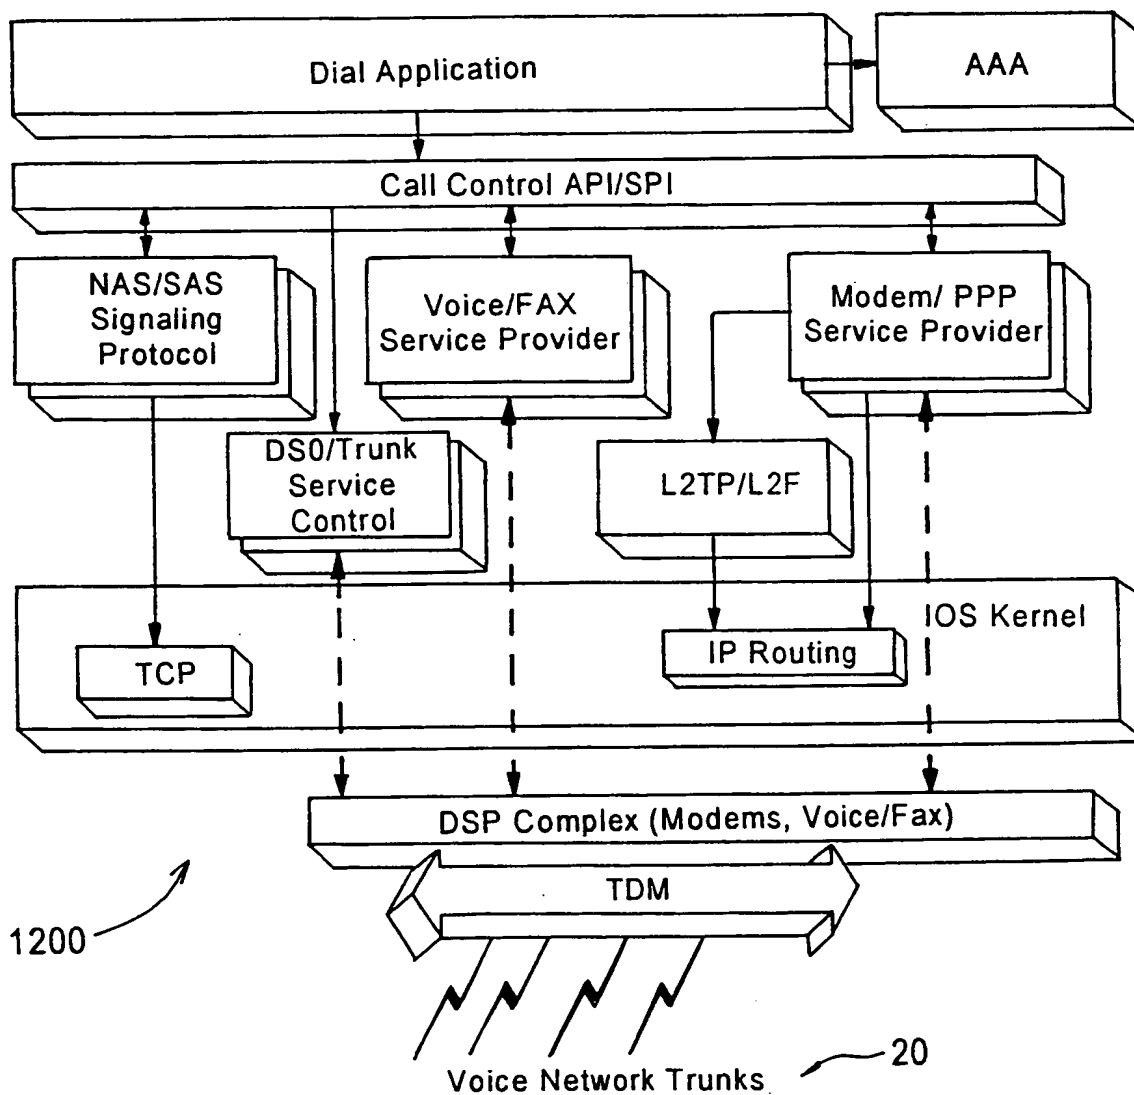 Dial Application
AAA
Call Control API/SPI
NAS/SAS
Signaling
Protocol
Voice/FAX
Service Provider
Modem/ PPP
Service Provider
DS0/Trunk
Service
Control
L2TP/L2F
IOS Kernel
TCP
IP Routing
DSP Complex (Modems, Voice/Fax)
TDM
1200
20
Voice Network Trunks